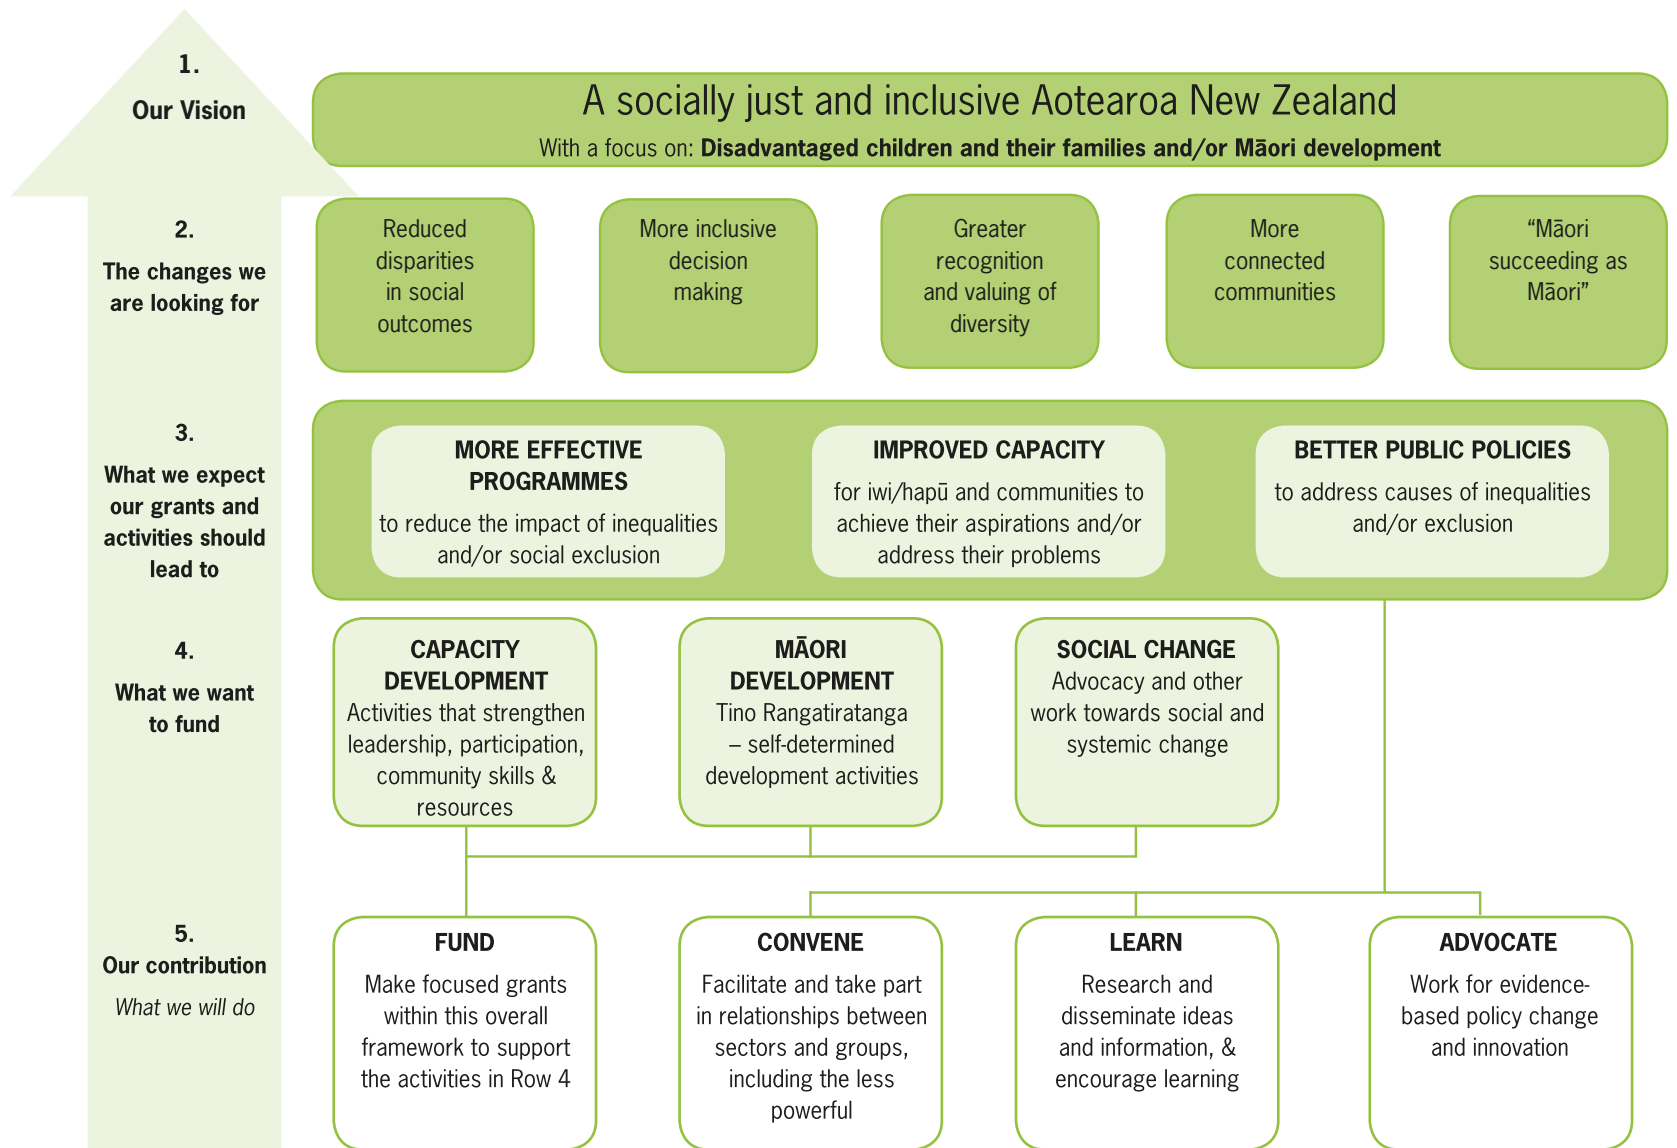 1.
Our Vision
A socially just and inclusive Aotearoa New Zealand
With a focus on: Disadvantaged children and their families and/or Māori development
2.
The changes we
are looking for
Reduced
disparities
in social
outcomes
More inclusive
decision
making
Greater
recognition
and valuing of
diversity
More
connected
communities
“Māori
succeeding as
Māori”
3.
What we expect
our grants and
activities should
lead to
MORE EFFECTIVE
PROGRAMMES
to reduce the impact of inequalities
and/or social exclusion
IMPROVED CAPACITY
for iwi/hapū and communities to
achieve their aspirations and/or
address their problems
BETTER PUBLIC POLICIES
to address causes of inequalities
and/or exclusion
4.
What we want
to fund
CAPACITY
DEVELOPMENT
Activities that strengthen
leadership, participation,
community skills &
resources
MĀORI
DEVELOPMENT
Tino Rangatiratanga
– self-determined
development activities
SOCIAL CHANGE
Advocacy and other
work towards social and
systemic change
5.
Our contribution
What we will do
FUND
Make focused grants
within this overall
framework to support
the activities in Row 4
CONVENE
Facilitate and take part
in relationships between
sectors and groups,
including the less
powerful
LEARN
Research and
disseminate ideas
and information, &
encourage learning
ADVOCATE
Work for evidence-
based policy change
and innovation